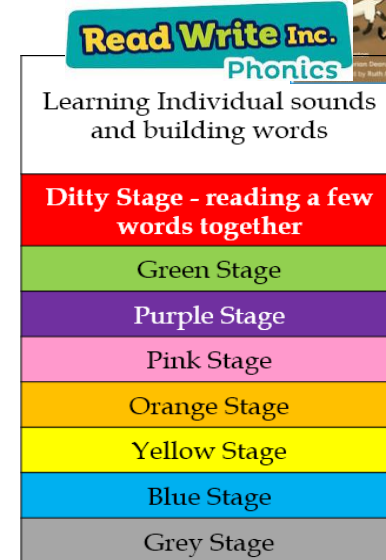 Read Write Inc.
Phonics
Learning Individual sounds
and building words
Ditty Stage - reading a few
words together
Green Stage
Purple Stage
Pink Stage
Orange Stage
Yellow Stage
Blue Stage
Grey Stage